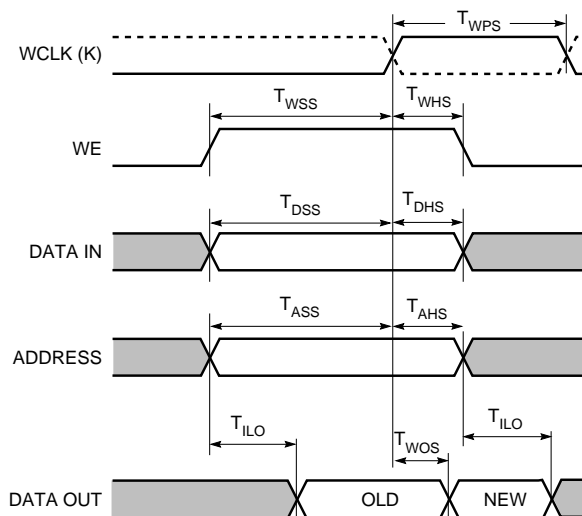 T_WPS
WCLK (K)
T_WSS T_WHS
WE
T_DSS T_DHS
DATA IN
T_ASS T_AHS
ADDRESS
T_ILO T_WOS T_ILO
DATA OUT OLD NEW